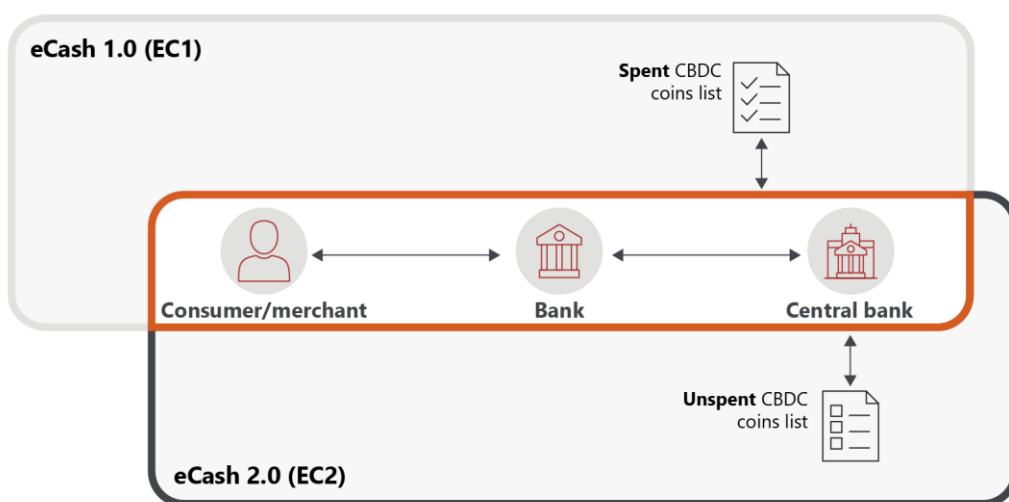 eCash 1.0 (EC1)
Spent CBDC
coins list
Consumer/merchant
Bank
Central bank
Unspent CBDC
coins list
eCash 2.0 (EC2)